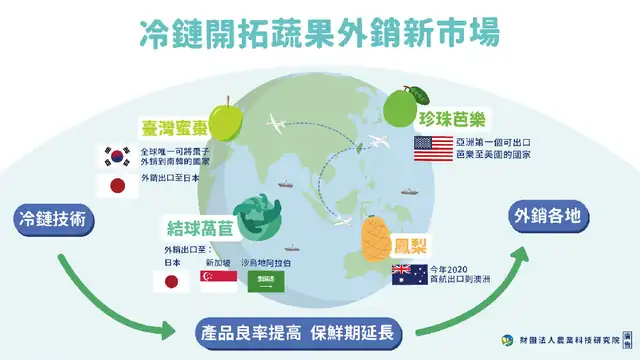 冷鏈開拓蔬果外銷新市場
臺灣蜜棗
全球唯一可將棗子
外銷到南韓的國家
外銷出口至日本
珍珠芭樂
亞洲第一個可出口
芭樂至美國的國家
冷鏈技術
結球萵苣
外銷出口至：
日本
新加坡
沙烏地阿拉伯
鳳梨
今年2020
首航出口到澳洲
外銷各地
產品良率提高 保鮮期延長
財團法人農業科技研究院
廣告